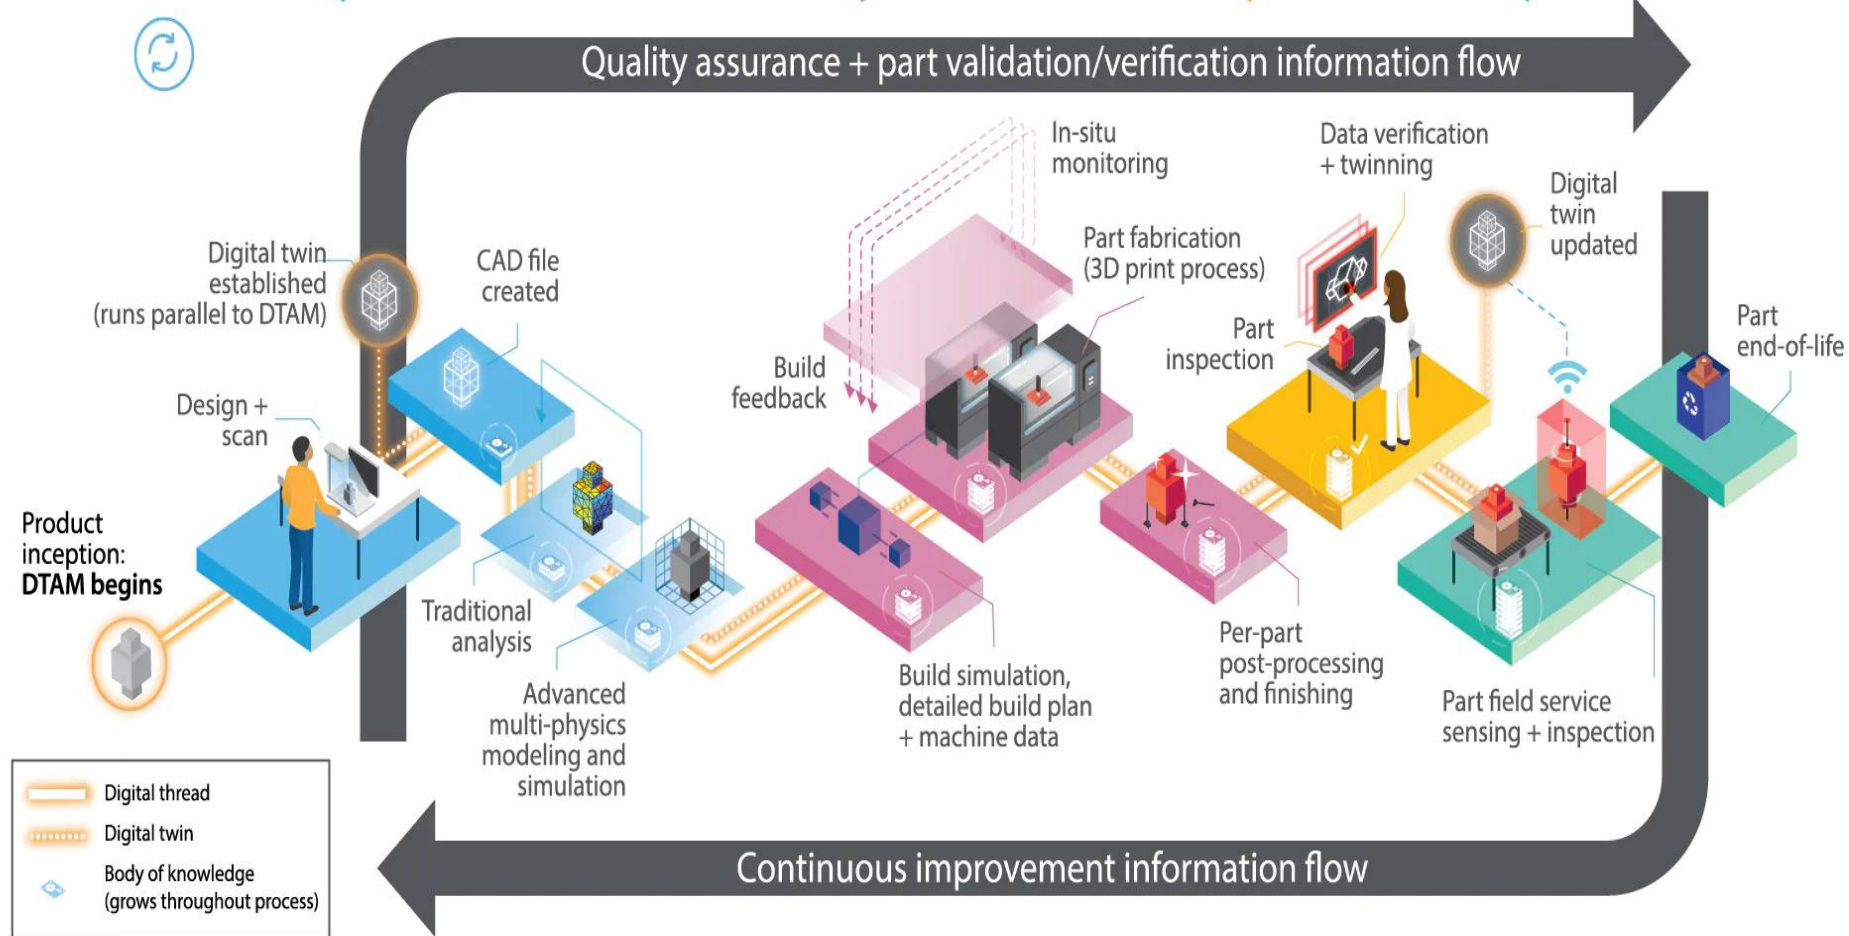 Quality assurance + part validation/verification information flow
In-situ
monitoring
Data verification
+ twinning
Digital
twin
updated
Digital twin
established
(runs parallel to DTAM)
CAD file
created
Part fabrication
(3D print process)
Part
inspection
Part
end-of-life
Build
feedback
Design +
scan
Product
inception:
DTAM begins
Traditional
analysis
Advanced
multi-physics
modeling and
simulation
Build simulation,
detailed build plan
+ machine data
Per-part
post-processing
and finishing
Part field service
sensing + inspection
Digital thread
Digital twin
Body of knowledge
(grows throughout process)
Continuous improvement information flow